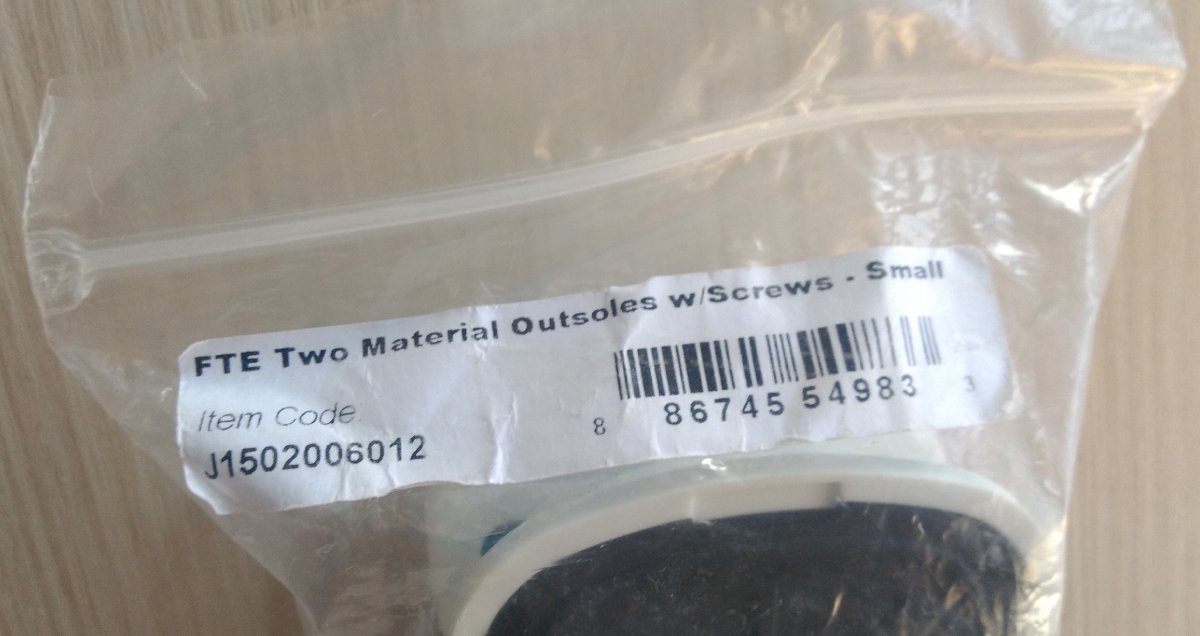 FTE Two Material Outsoles w/Screws - Small
Item Code:
J1502006012
8 86745 54983 3